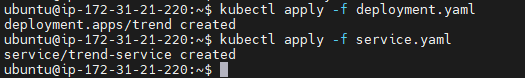 ubuntu@ip-172-31-21-220:~$ kubectl apply -f deployment.yaml
deployment.apps/trend created
ubuntu@ip-172-31-21-220:~$ kubectl apply -f service.yaml
service/trend-service created
ubuntu@ip-172-31-21-220:~$